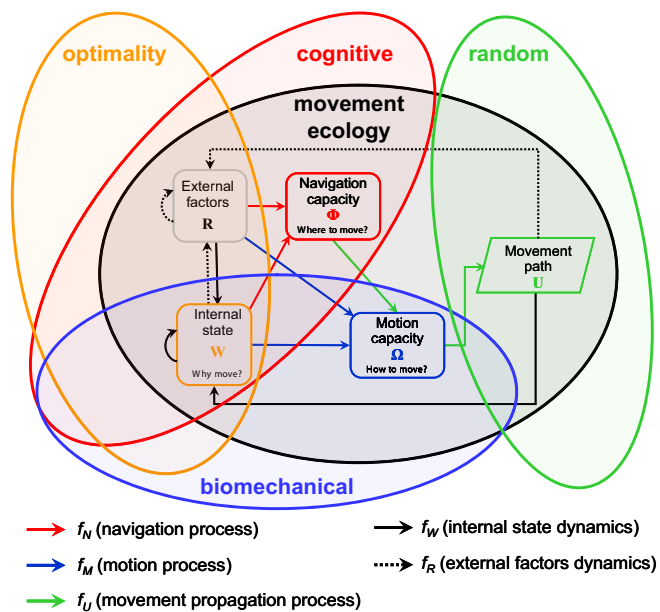 optimality
cognitive
random
movement
ecology
External
factors
R
Navigation
capacity
Φ
Where to move?
Movement
path
U
Internal
state
W
Why move?
Motion
capacity
Ω
How to move?
biomechanical
f_N (navigation process)
f_W (internal state dynamics)
f_M (motion process)
f_R (external factors dynamics)
f_U (movement propagation process)